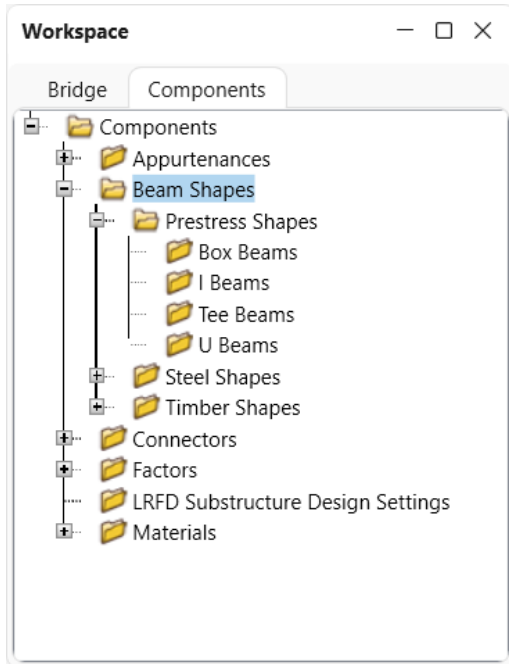 Workspace
Bridge Components
Components
Appurtenances
Beam Shapes
Prestress Shapes
Box Beams
I Beams
Tee Beams
U Beams
Steel Shapes
Timber Shapes
Connectors
Factors
LRFD Substructure Design Settings
Materials